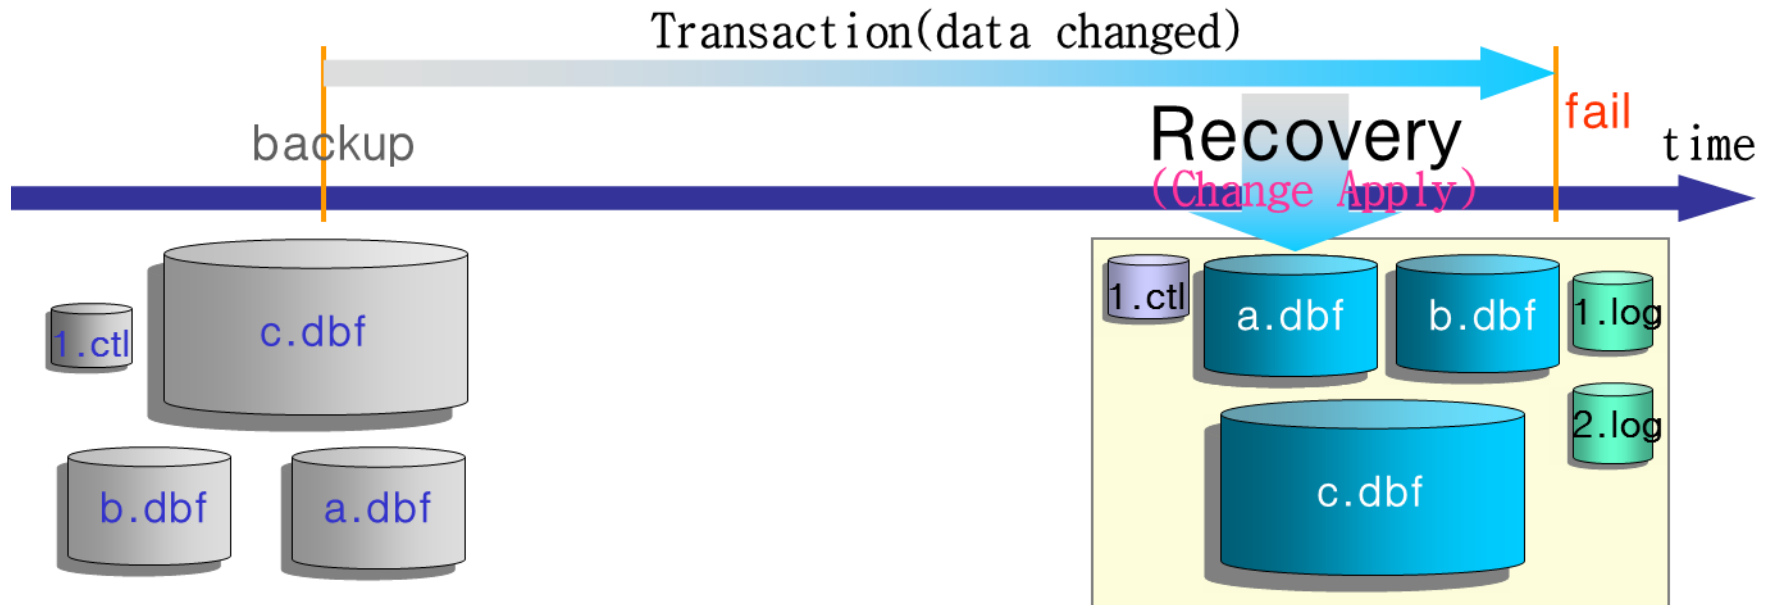 Transaction(data changed)
backup
Recovery
(Change Apply)
fail
time
1.ctl
c.dbf
b.dbf
a.dbf
1.ctl
a.dbf
b.dbf
1.log
2.log
c.dbf